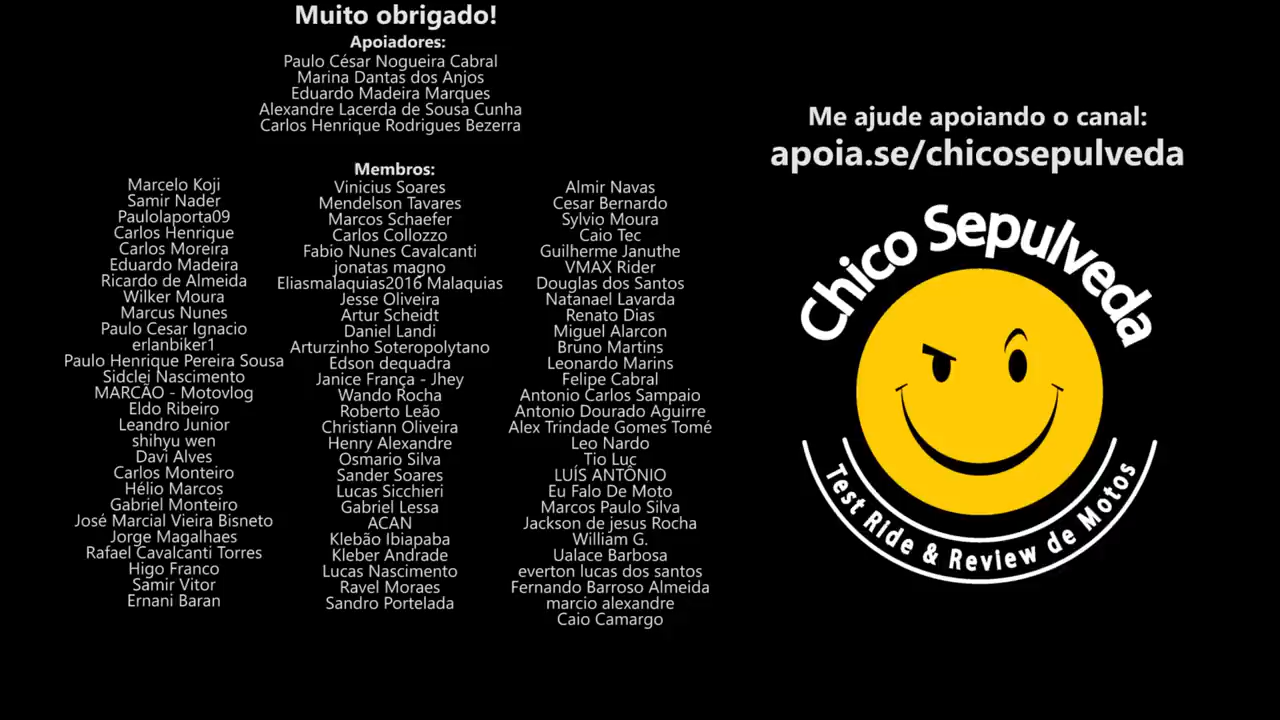 Muito obrigado!
Apoiadores:
Paulo César Nogueira Cabral
Marina Dantas dos Anjos
Eduardo Madeira Marques
Alexandre Lacerda de Sousa Cunha
Carlos Henrique Rodrigues Bezerra
Membros:
Marcelo Koji
Samir Nader
Paulolaporta09
Carlos Henrique
Carlos Moreira
Eduardo Madeira
Ricardo de Almeida
Wilker Moura
Marcus Nunes
Paulo Cesar Ignacio
erlanbiker1
Paulo Henrique Pereira Sousa
Sidclei Nascimento
MARCÃO - Motovlog
Eldo Ribeiro
Leandro Junior
shihyu wen
Davi Alves
Carlos Monteiro
Hélio Marcos
Gabriel Monteiro
José Marcial Vieira Bisneto
Jorge Magalhaes
Rafael Cavalcanti Torres
Higo Franco
Samir Vitor
Ernani Baran
Vinicius Soares
Mendelson Tavares
Marcos Schaefer
Carlos Collozzo
Fabio Nunes Cavalcanti
jonatas magno
Eliasmalaquias2016 Malaquias
Jesse Oliveira
Artur Scheidt
Daniel Landi
Arturzinho Soteropolytano
Edson dequadra
Janice França - Jhey
Wando Rocha
Roberto Leão
Christiann Oliveira
Henry Alexandre
Osmario Silva
Sander Soares
Lucas Sicchieri
Gabriel Lessa
ACAN
Klebão Ibiapaba
Kleber Andrade
Lucas Nascimento
Ravel Moraes
Sandro Portelada
Almir Navas
Cesar Bernardo
Sylvio Moura
Caio Tec
Guilherme Januthe
VMAX Rider
Douglas dos Santos
Natanael Lavarda
Renato Dias
Miguel Alarcon
Bruno Martins
Leonardo Marins
Felipe Cabral
Antonio Carlos Sampaio
Antonio Dourado Aguirre
Alex Trindade Gomes Tomé
Leo Nardo
Tio Luc
LUÍS ANTÔNIO
Eu Falo De Moto
Marcos Paulo Silva
Jackson de jesus Rocha
William G.
Ualace Barbosa
everton lucas dos santos
Fernando Barroso Almeida
marcio alexandre
Caio Camargo
Me ajude apoiando o canal:
apoia.se/chicosepulveda
Chico Sepulveda
Test Ride & Review de Motos